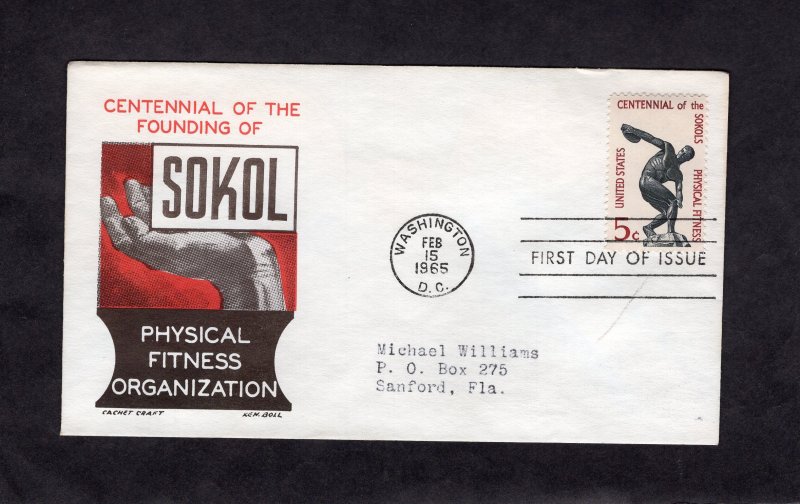 CENTENNIAL OF THE
FOUNDING OF
SOKOL
PHYSICAL
FITNESS
ORGANIZATION
CACHET CRAFT
KEN BOLL
WASHINGTON
FEB
15
1965
D.C.
CENTENNIAL of the SOKOLS
PHYSICAL FITNESS
UNITED STATES
5c
FIRST DAY OF ISSUE
Michael Williams
P. O. Box 275
Sanford, Fla.